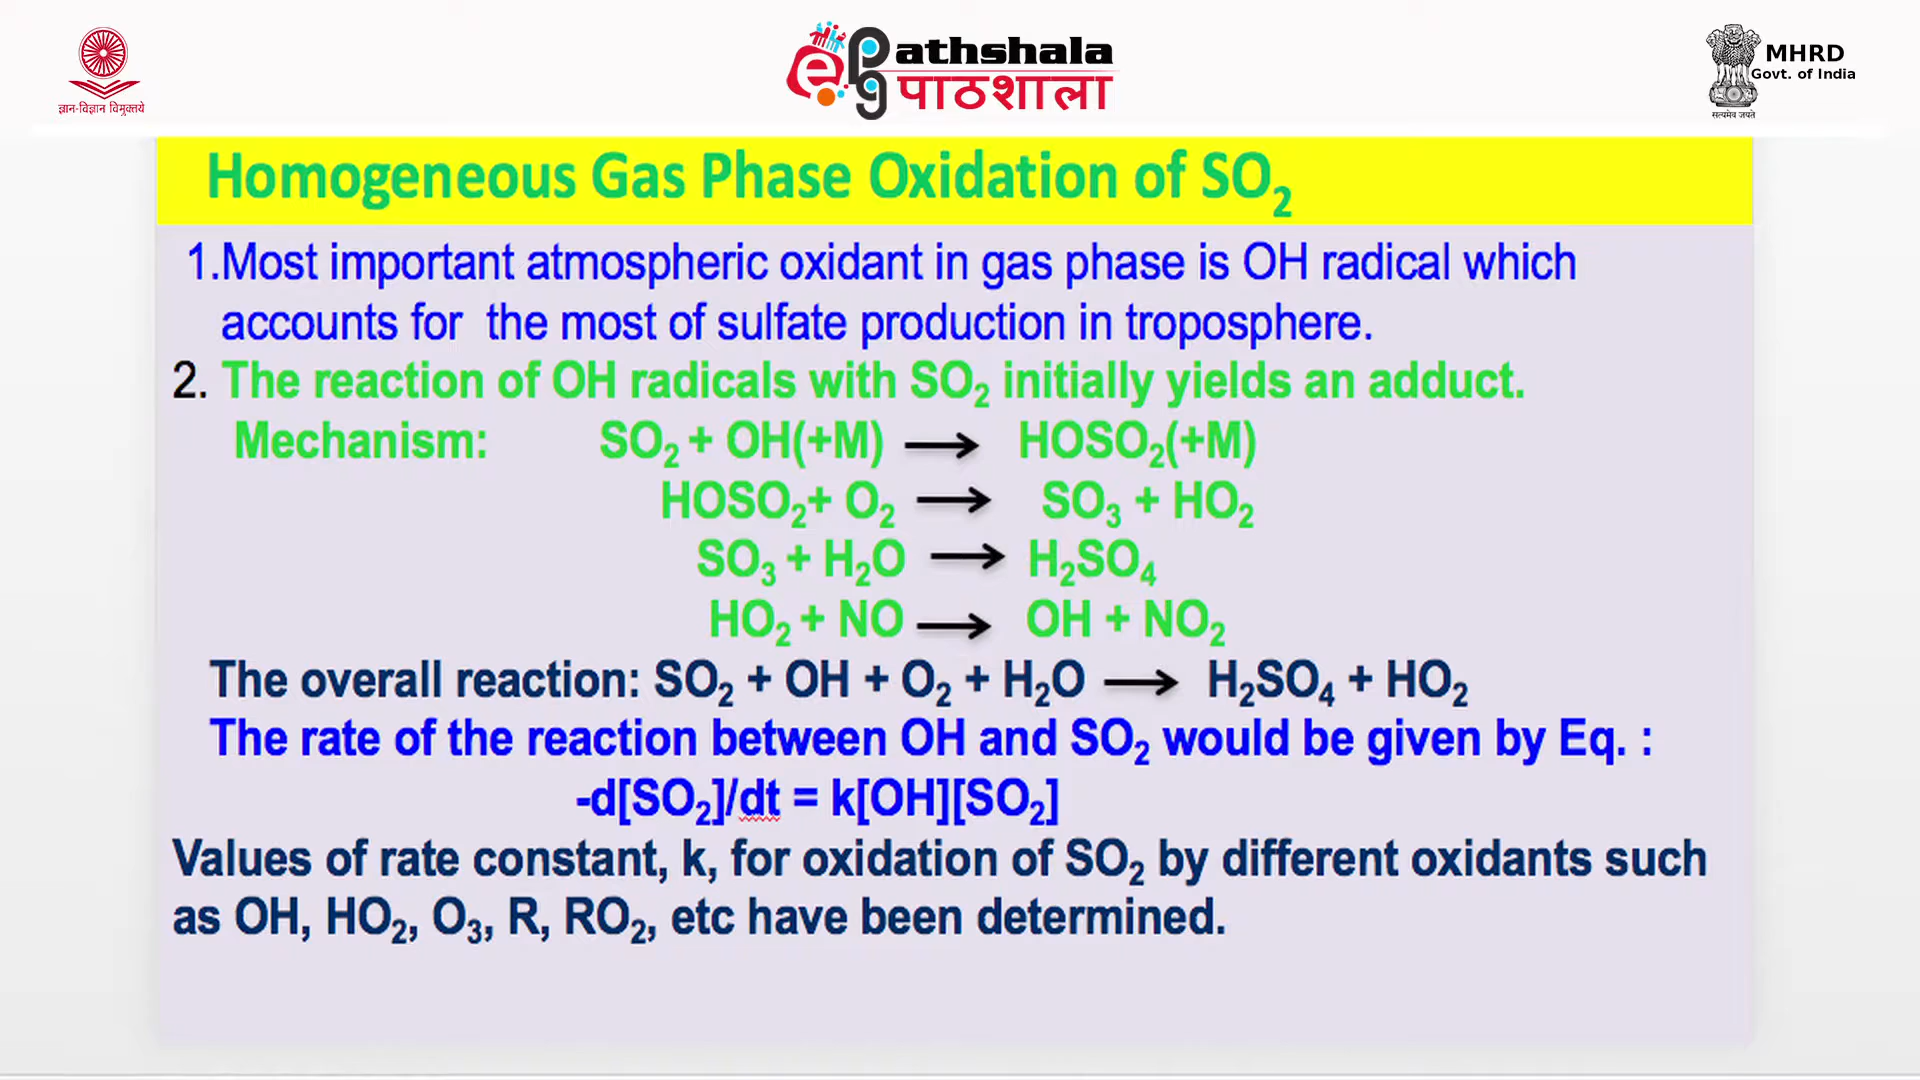 ज्ञान-विज्ञान विमुक्तये
epg
athshala
पाठशाला
MHRD
Govt. of India
सत्यमेव जयते
Homogeneous Gas Phase Oxidation of SO₂
1.Most important atmospheric oxidant in gas phase is OH radical which
accounts for the most of sulfate production in troposphere.
2. The reaction of OH radicals with SO₂ initially yields an adduct.
Mechanism: SO₂ + OH(+M) ⟶ HOSO₂(+M)
HOSO₂+ O₂ ⟶ SO₃ + HO₂
SO₃ + H₂O ⟶ H₂SO₄
HO₂ + NO ⟶ OH + NO₂
The overall reaction: SO₂ + OH + O₂ + H₂O ⟶ H₂SO₄ + HO₂
The rate of the reaction between OH and SO₂ would be given by Eq. :
-d[SO₂]/dt = k[OH][SO₂]
Values of rate constant, k, for oxidation of SO₂ by different oxidants such
as OH, HO₂, O₃, R, RO₂, etc have been determined.